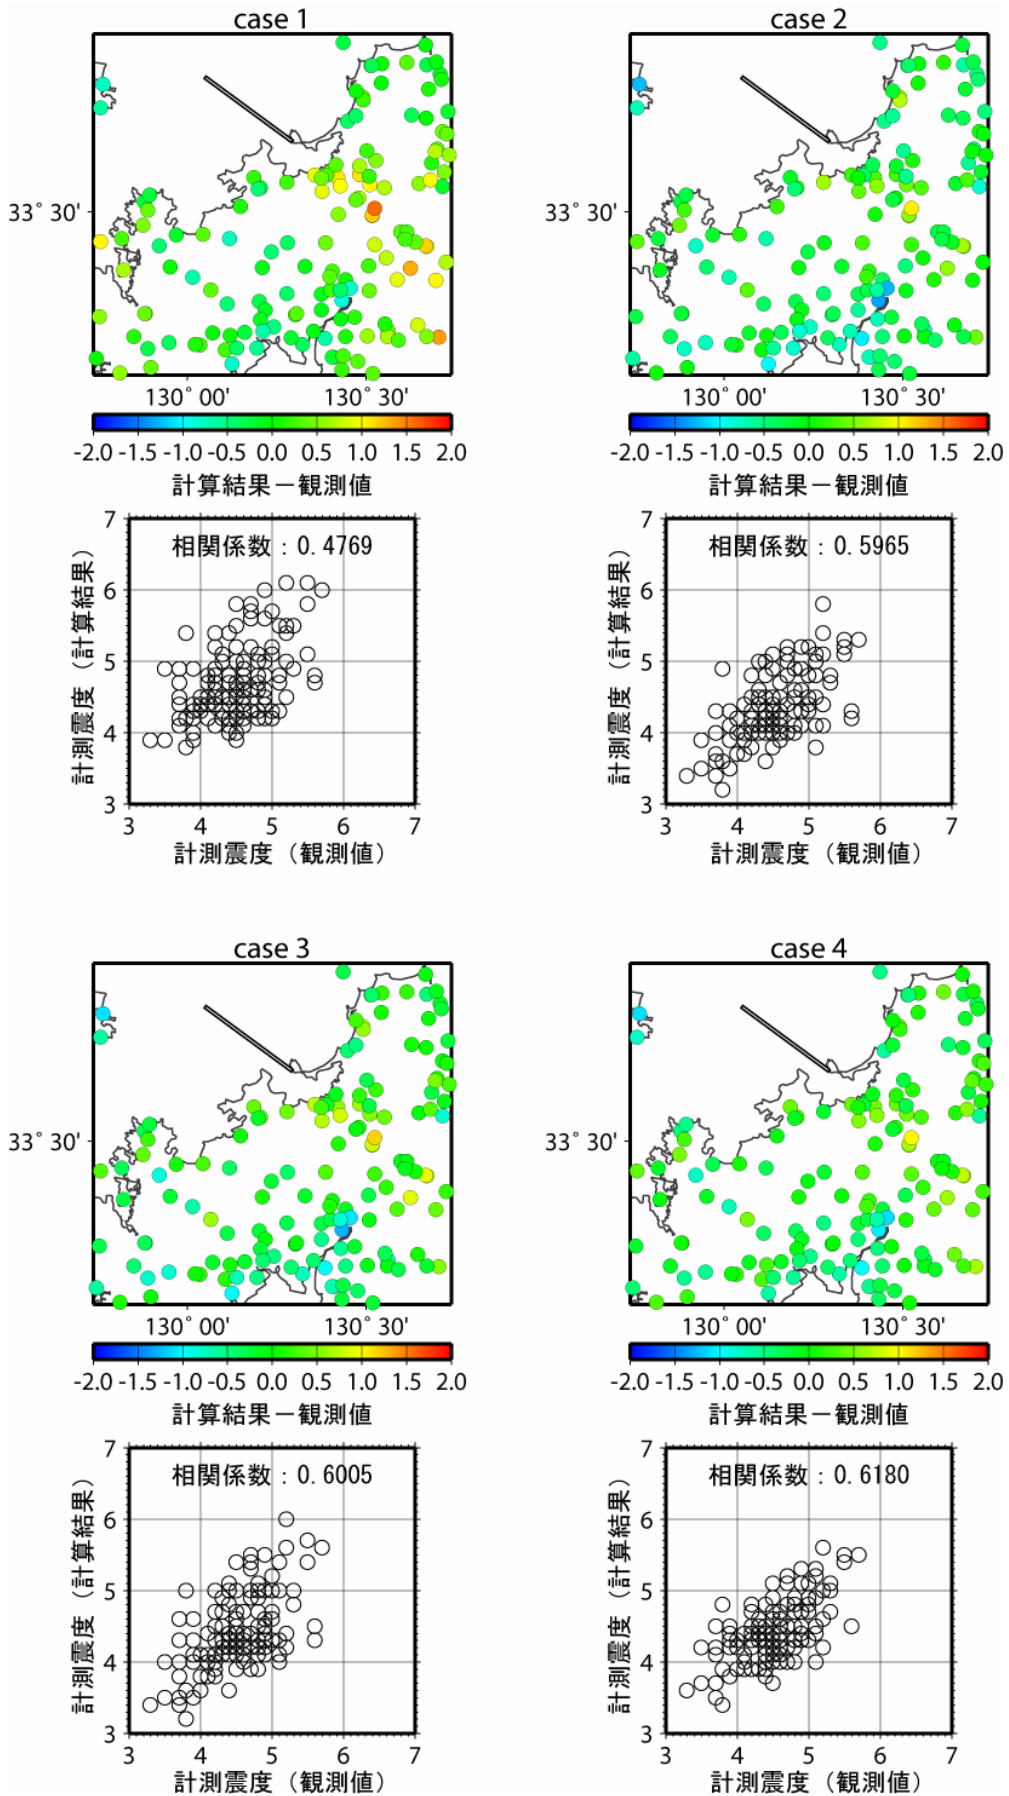 case 1
case 2
33° 30'
33° 30'
130° 00'
130° 30'
130° 00'
130° 30'
-2.0 -1.5 -1.0 -0.5 0.0 0.5 1.0 1.5 2.0
-2.0 -1.5 -1.0 -0.5 0.0 0.5 1.0 1.5 2.0
計算結果－観測値
計算結果－観測値
計測震度（計算結果）
7
6
5
4
3
相関係数：0.4769
3 4 5 6 7
計測震度（観測値）
計測震度（計算結果）
7
6
5
4
3
相関係数：0.5965
3 4 5 6 7
計測震度（観測値）
case 3
case 4
33° 30'
33° 30'
130° 00'
130° 30'
130° 00'
130° 30'
-2.0 -1.5 -1.0 -0.5 0.0 0.5 1.0 1.5 2.0
-2.0 -1.5 -1.0 -0.5 0.0 0.5 1.0 1.5 2.0
計算結果－観測値
計算結果－観測値
計測震度（計算結果）
7
6
5
4
3
相関係数：0.6005
3 4 5 6 7
計測震度（観測値）
計測震度（計算結果）
7
6
5
4
3
相関係数：0.6180
3 4 5 6 7
計測震度（観測値）